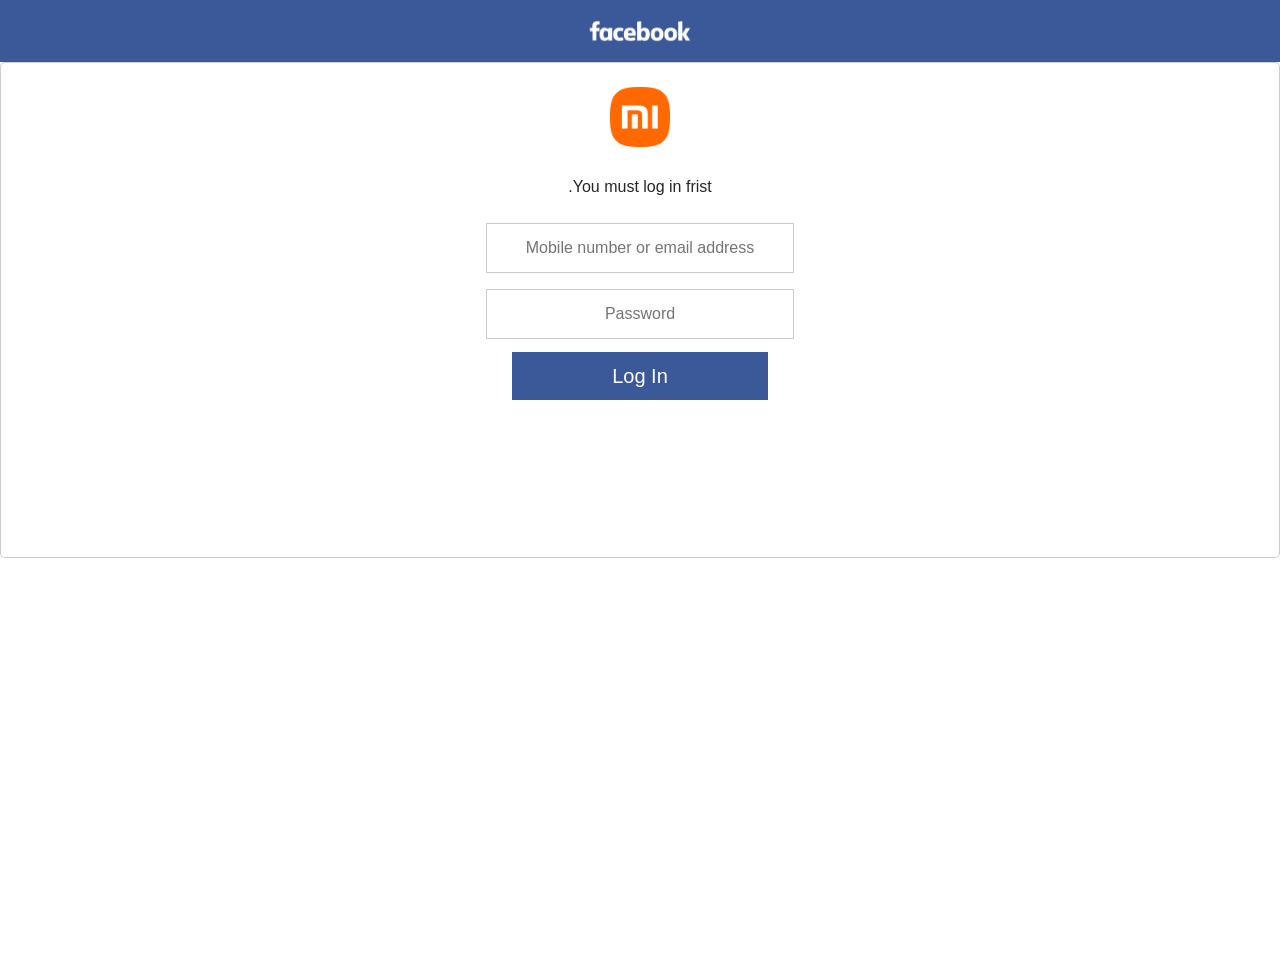 facebook
mi
.You must log in frist
Mobile number or email address
Password
Log In